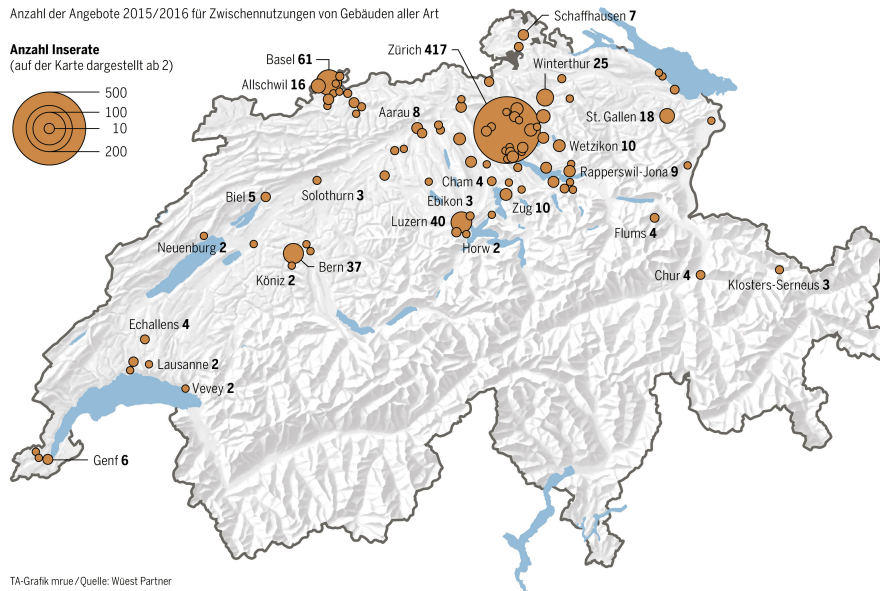 Anzahl der Angebote 2015/2016 für Zwischennutzungen von Gebäuden aller Art
Anzahl Inserate
(auf der Karte dargestellt ab 2)
500
100
10
200
Schaffhausen 7
Basel 61
Zürich 417
Winterthur 25
Allschwil 16
Aarau 8
St. Gallen 18
Wetzikon 10
Rapperswil-Jona 9
Cham 4
Solothurn 3
Biel 5
Ebikon 3
Zug 10
Luzern 40
Flums 4
Neuenburg 2
Horw 2
Bern 37
Köniz 2
Chur 4
Klosters-Serneus 3
Echallens 4
Lausanne 2
Vevey 2
Genf 6
TA-Grafik mrue/Quelle: Wüest Partner